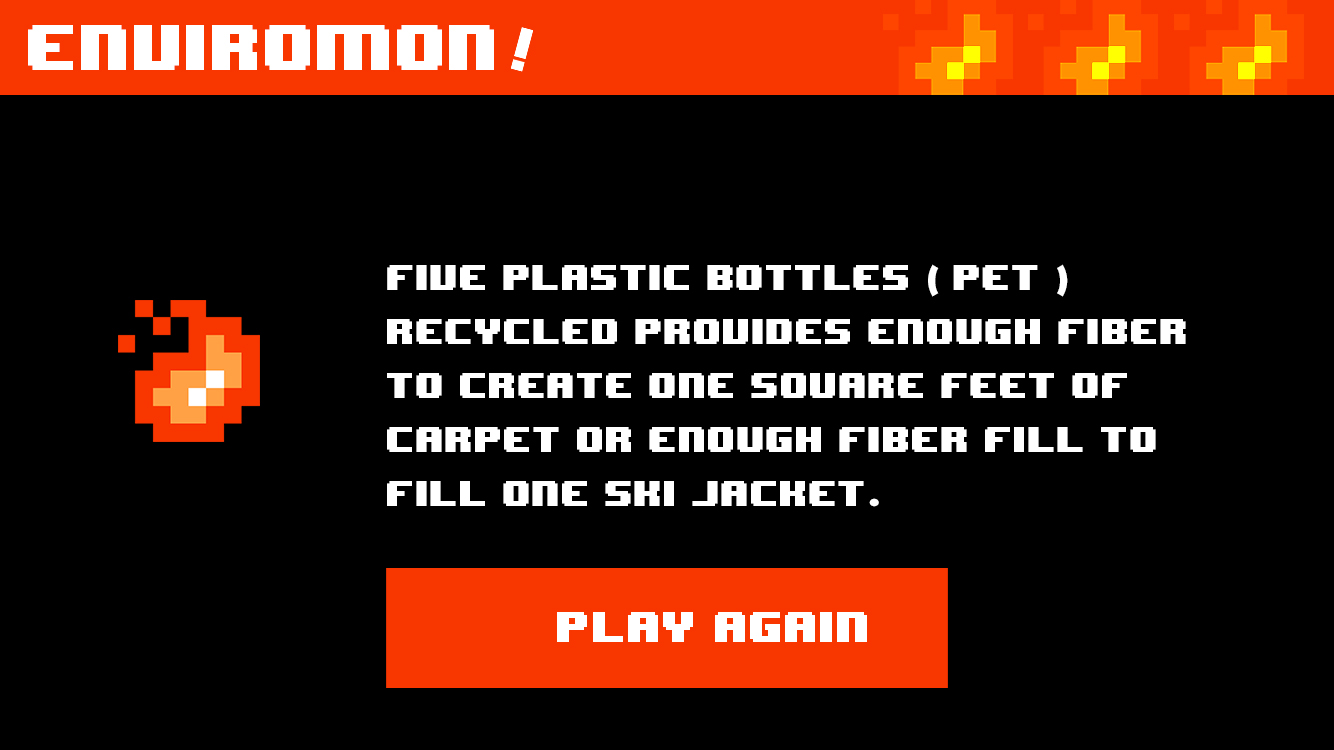 ENVIROMON!
FIVE PLASTIC BOTTLES ( PET )
RECYCLED PROVIDES ENOUGH FIBER
TO CREATE ONE SQUARE FEET OF
CARPET OR ENOUGH FIBER FILL TO
FILL ONE SKI JACKET.
PLAY AGAIN